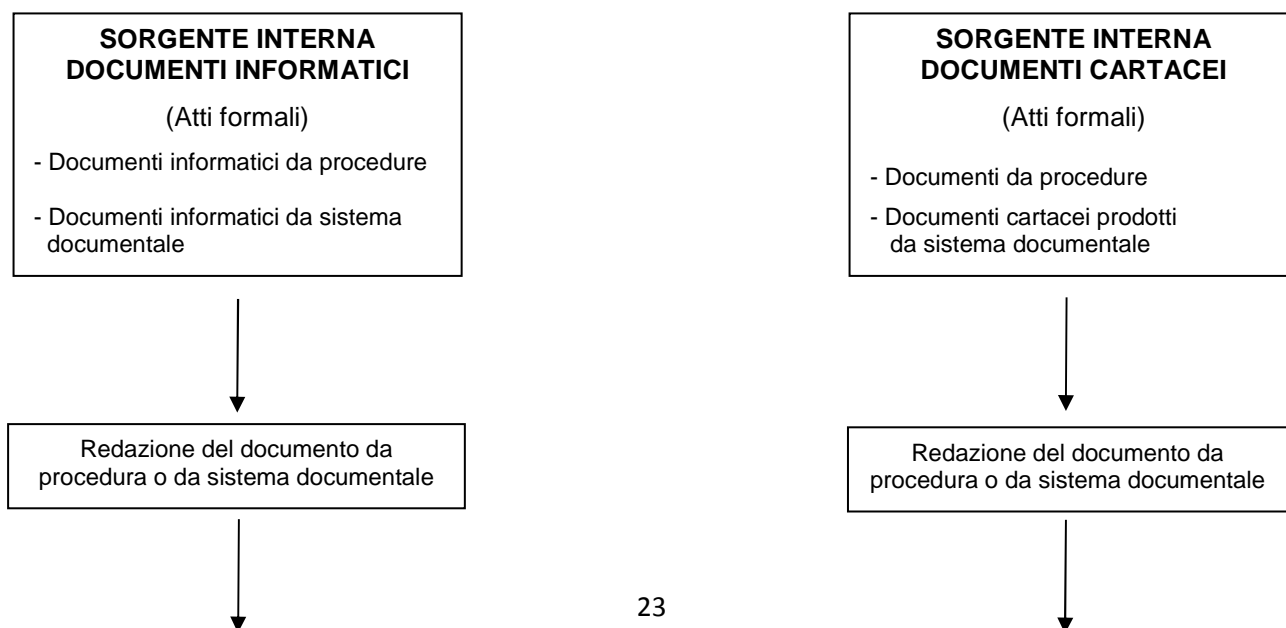 SORGENTE INTERNA
DOCUMENTI INFORMATICI
(Atti formali)
- Documenti informatici da procedure
- Documenti informatici da sistema
documentale
SORGENTE INTERNA
DOCUMENTI CARTACEI
(Atti formali)
- Documenti da procedure
- Documenti cartacei prodotti
da sistema documentale
Redazione del documento da
procedura o da sistema documentale
Redazione del documento da
procedura o da sistema documentale
23